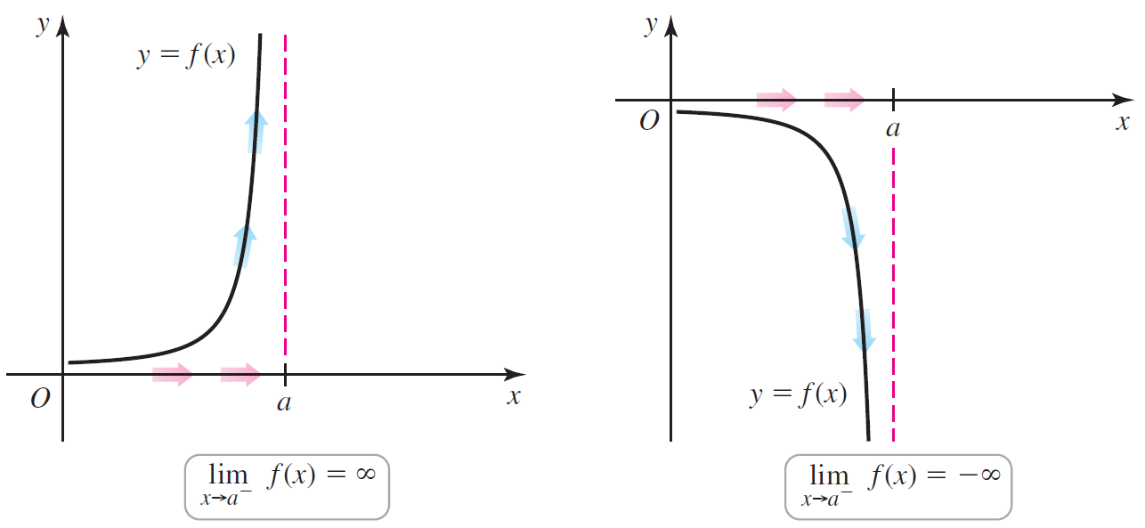 y
y = f(x)
O
a
x
lim f(x) = ∞
x→a⁻
y
O
a
x
y = f(x)
lim f(x) = −∞
x→a⁻